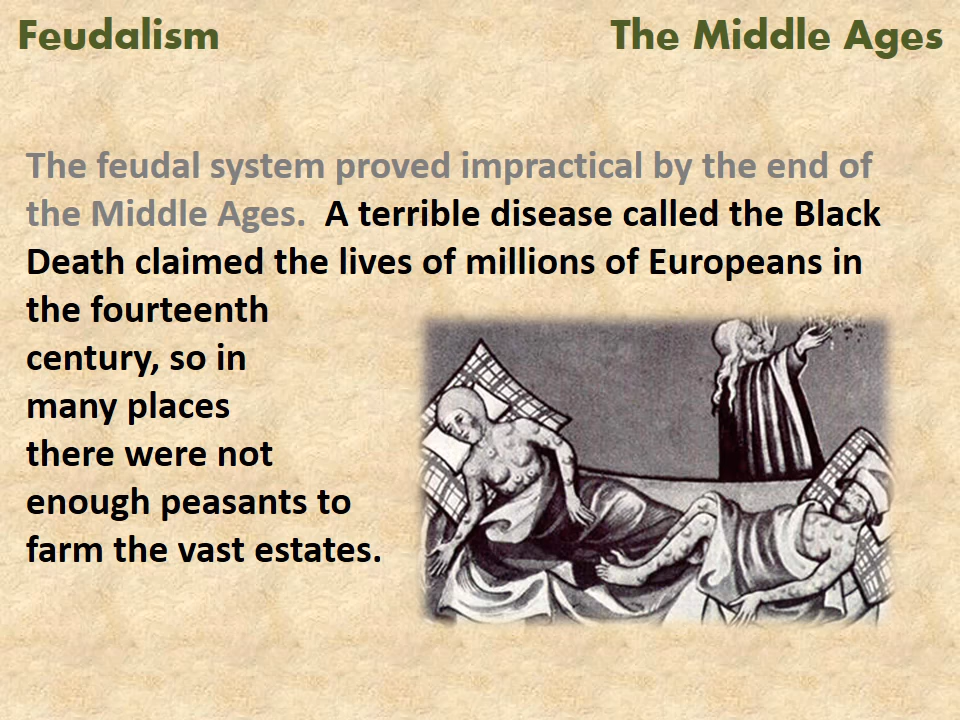 Feudalism
The Middle Ages
The feudal system proved impractical by the end of
the Middle Ages.  A terrible disease called the Black
Death claimed the lives of millions of Europeans in
the fourteenth
century, so in
many places
there were not
enough peasants to
farm the vast estates.